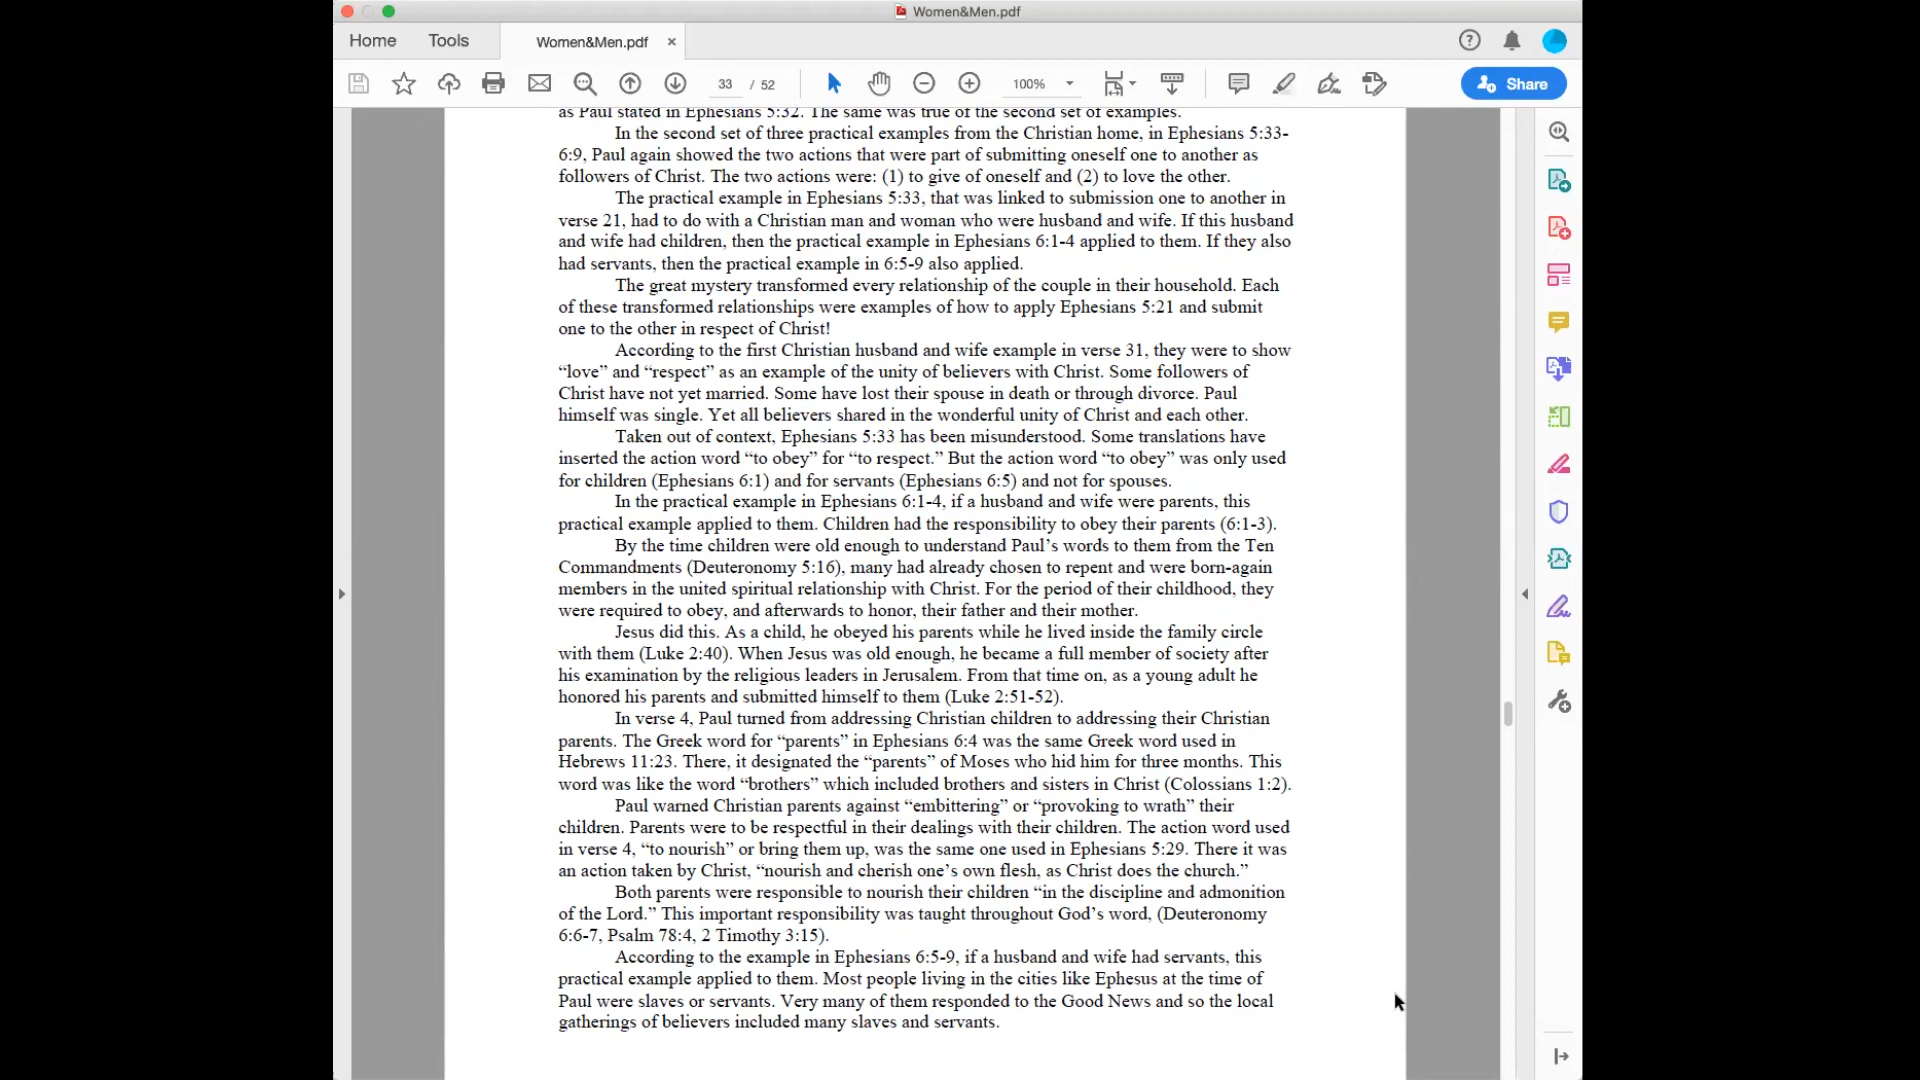 Women&Men.pdf
Home
Tools
Women&Men.pdf
33 / 52
100%
Share
as Paul stated in Ephesians 5:32. The same was true of the second set of examples.
In the second set of three practical examples from the Christian home, in Ephesians 5:33-
6:9, Paul again showed the two actions that were part of submitting oneself one to another as
followers of Christ. The two actions were: (1) to give of oneself and (2) to love the other.
The practical example in Ephesians 5:33, that was linked to submission one to another in
verse 21, had to do with a Christian man and woman who were husband and wife. If this husband
and wife had children, then the practical example in Ephesians 6:1-4 applied to them. If they also
had servants, then the practical example in 6:5-9 also applied.
The great mystery transformed every relationship of the couple in their household. Each
of these transformed relationships were examples of how to apply Ephesians 5:21 and submit
one to the other in respect of Christ!
According to the first Christian husband and wife example in verse 31, they were to show
“love” and “respect” as an example of the unity of believers with Christ. Some followers of
Christ have not yet married. Some have lost their spouse in death or through divorce. Paul
himself was single. Yet all believers shared in the wonderful unity of Christ and each other.
Taken out of context, Ephesians 5:33 has been misunderstood. Some translations have
inserted the action word “to obey” for “to respect.” But the action word “to obey” was only used
for children (Ephesians 6:1) and for servants (Ephesians 6:5) and not for spouses.
In the practical example in Ephesians 6:1-4, if a husband and wife were parents, this
practical example applied to them. Children had the responsibility to obey their parents (6:1-3).
By the time children were old enough to understand Paul’s words to them from the Ten
Commandments (Deuteronomy 5:16), many had already chosen to repent and were born-again
members in the united spiritual relationship with Christ. For the period of their childhood, they
were required to obey, and afterwards to honor, their father and their mother.
Jesus did this. As a child, he obeyed his parents while he lived inside the family circle
with them (Luke 2:40). When Jesus was old enough, he became a full member of society after
his examination by the religious leaders in Jerusalem. From that time on, as a young adult he
honored his parents and submitted himself to them (Luke 2:51-52).
In verse 4, Paul turned from addressing Christian children to addressing their Christian
parents. The Greek word for “parents” in Ephesians 6:4 was the same Greek word used in
Hebrews 11:23. There, it designated the “parents” of Moses who hid him for three months. This
word was like the word “brothers” which included brothers and sisters in Christ (Colossians 1:2).
Paul warned Christian parents against “embittering” or “provoking to wrath” their
children. Parents were to be respectful in their dealings with their children. The action word used
in verse 4, “to nourish” or bring them up, was the same one used in Ephesians 5:29. There it was
an action taken by Christ, “nourish and cherish one’s own flesh, as Christ does the church.”
Both parents were responsible to nourish their children “in the discipline and admonition
of the Lord.” This important responsibility was taught throughout God’s word, (Deuteronomy
6:6-7, Psalm 78:4, 2 Timothy 3:15).
According to the example in Ephesians 6:5-9, if a husband and wife had servants, this
practical example applied to them. Most people living in the cities like Ephesus at the time of
Paul were slaves or servants. Very many of them responded to the Good News and so the local
gatherings of believers included many slaves and servants.